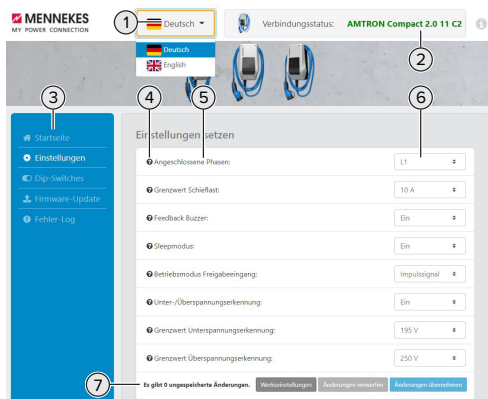 MENNEKES
MY POWER CONNECTION
1
Deutsch
Verbindungsstatus: AMTRON Compact 2.0 11 C2
Deutsch
English
2
3
4
5
6
Startseite
Einstellungen
Dip-Switches
Firmware-Update
Fehler-Log
Einstellungen setzen
Angeschlossene Phasen: L1
Grenzwert Schieflast: 10 A
Feedback Buzzer: Ein
Sleepmodus: Ein
Betriebsmodus Freigabeeingang: Impulssignal
Unter-/Überspannungserkennung: Ein
Grenzwert Unterspannungserkennung: 195 V
Grenzwert Überspannungserkennung: 250 V
7
Es gibt 0 ungespeicherte Änderungen. Werkseinstellungen Änderungen verwerfen Änderungen übernehmen